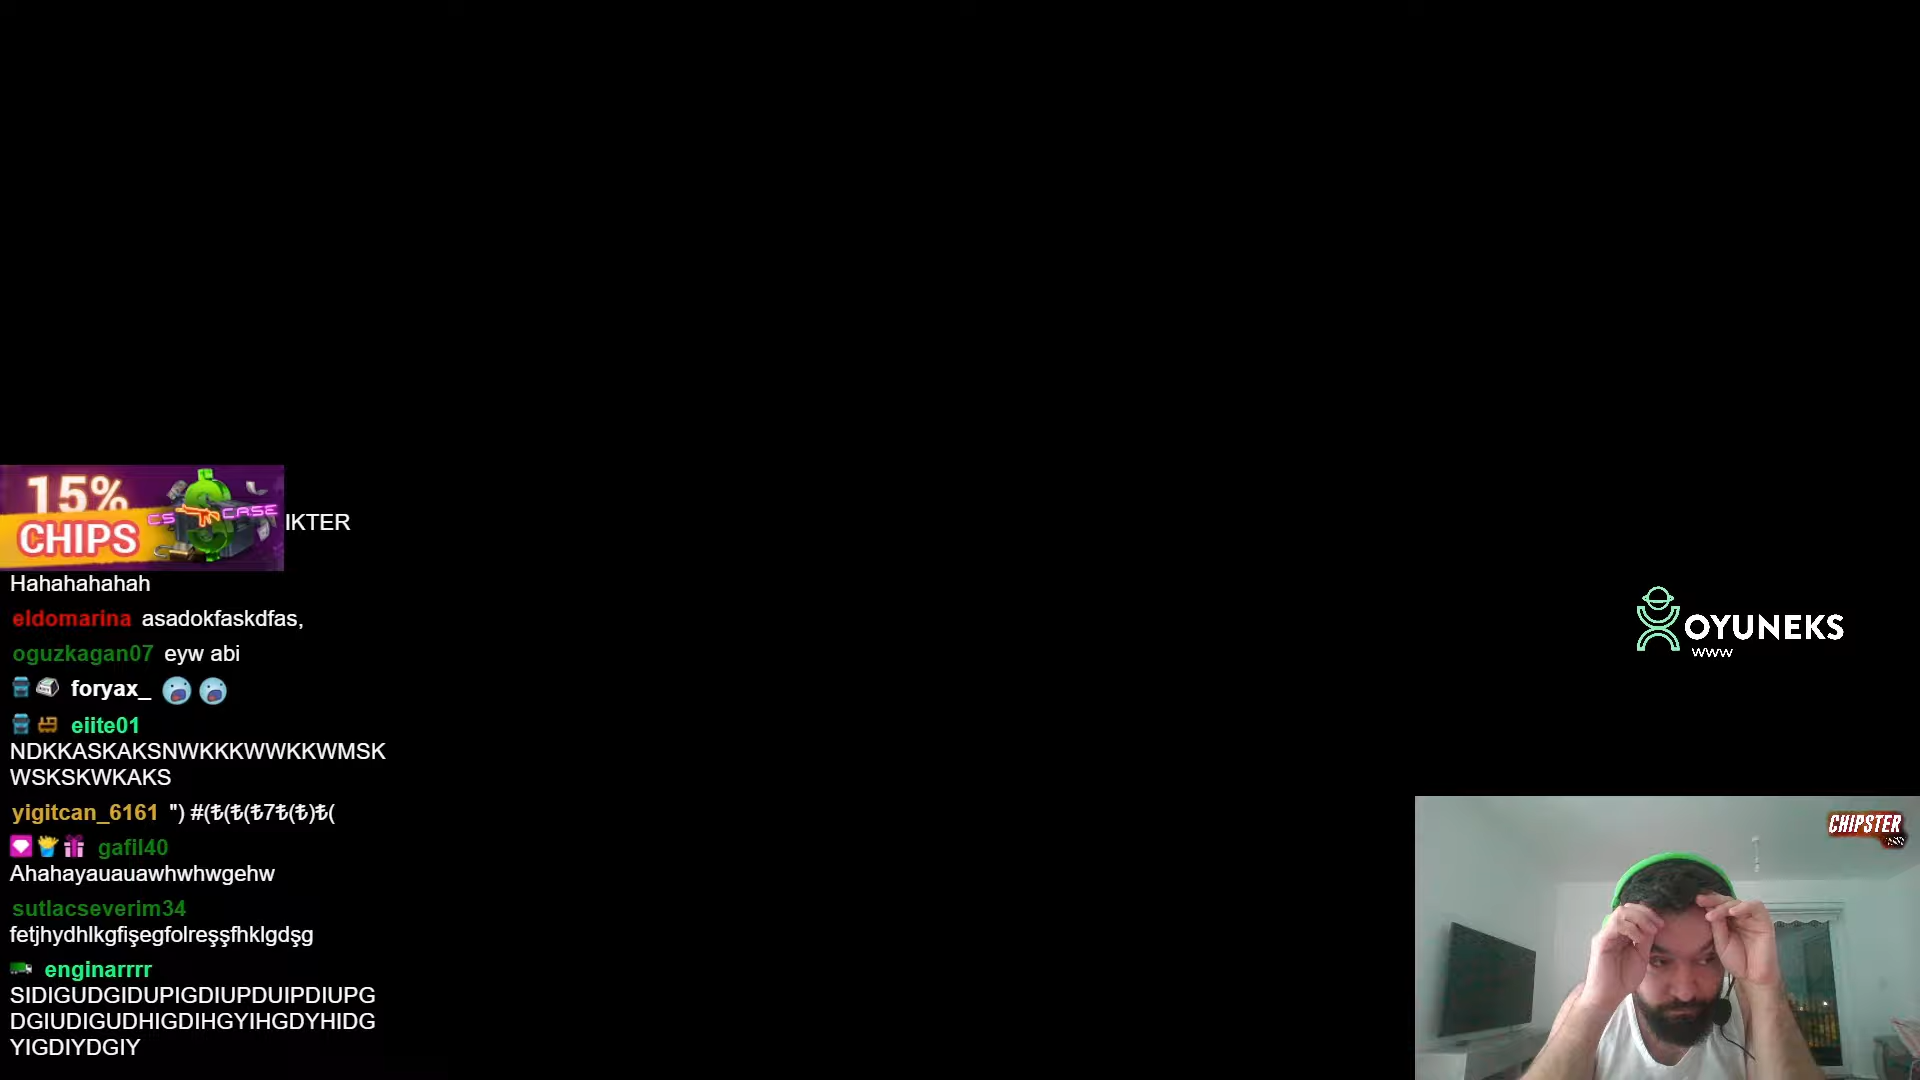 15%
CHIPS
CS CASE
IKTER
Hahahahahah
eldomarina asadokfaskdfas,
oguzkagan07 eyw abi
foryax_
eiite01
NDKKASKAKSNWKKKWWKKWMSK
WSKSKWKAKS
yigitcan_6161 ") #(₺(₺(₺7₺(₺)₺(
gafil40
Ahahayauauawhwhwgehw
sutlacseverim34
fetjhydhlkgfişegfolreşşfhklgdşg
enginarrrr
SIDIGUDGIDUPIGDIUPDUIPDIUPG
DGIUDIGUDHIGDIHGYIHGDYHIDG
YIGDIYDGIY
OYUNEKS
www
CHIPSTER